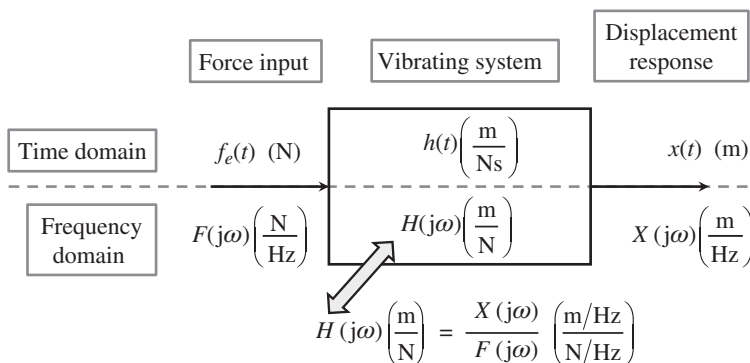 Force input
Vibrating system
Displacement
response
Time domain
fₑ(t) (N)
h(t)(m/Ns)
x(t) (m)
Frequency
domain
F(jω)(N/Hz)
H(jω)(m/N)
X (jω)(m/Hz)
H (jω)(m/N) = X (jω)/F (jω) (m/Hz/N/Hz)